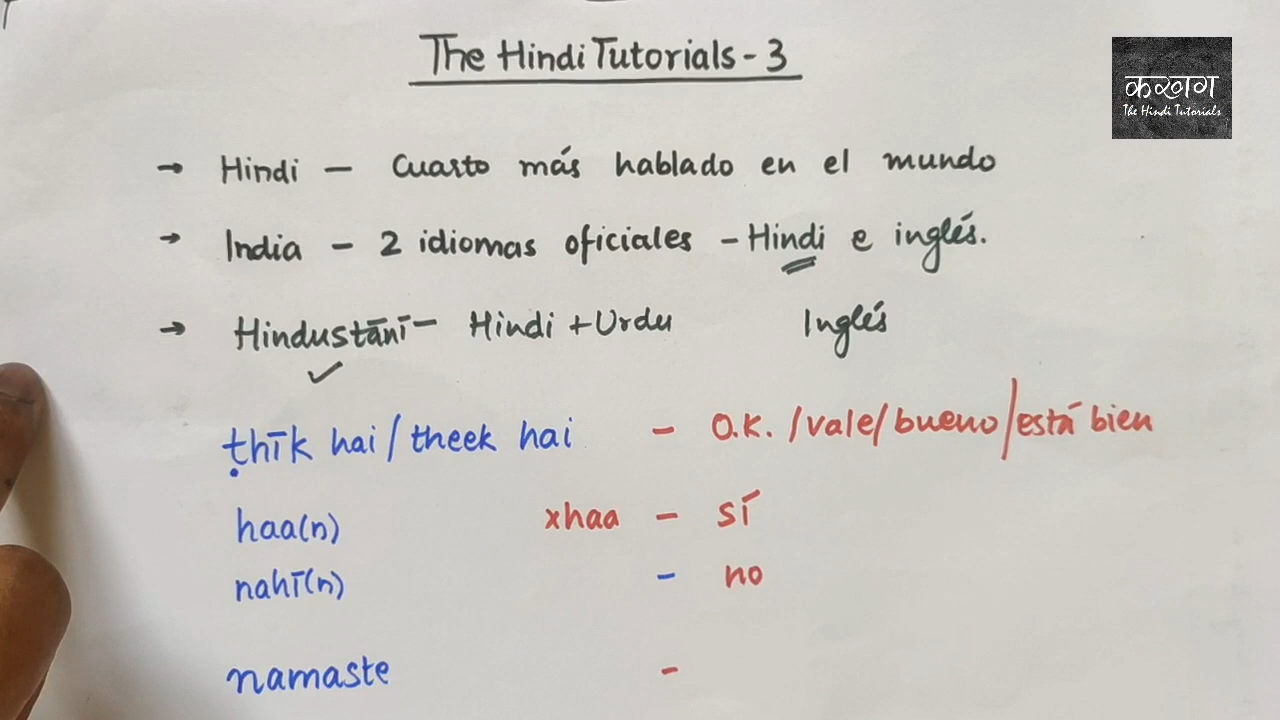 The Hindi Tutorials - 3
कखग
The Hindi Tutorials
→ Hindi — Cuarto más hablado en el mundo
→ India — 2 idiomas oficiales - Hindi e inglés.
→ Hindustānī — Hindi + Urdu Inglés
ṭhīk hai / theek hai - O.K. / vale / bueno / está bien
haa(n) xhaa - sí
nahī(n) - no
namaste -